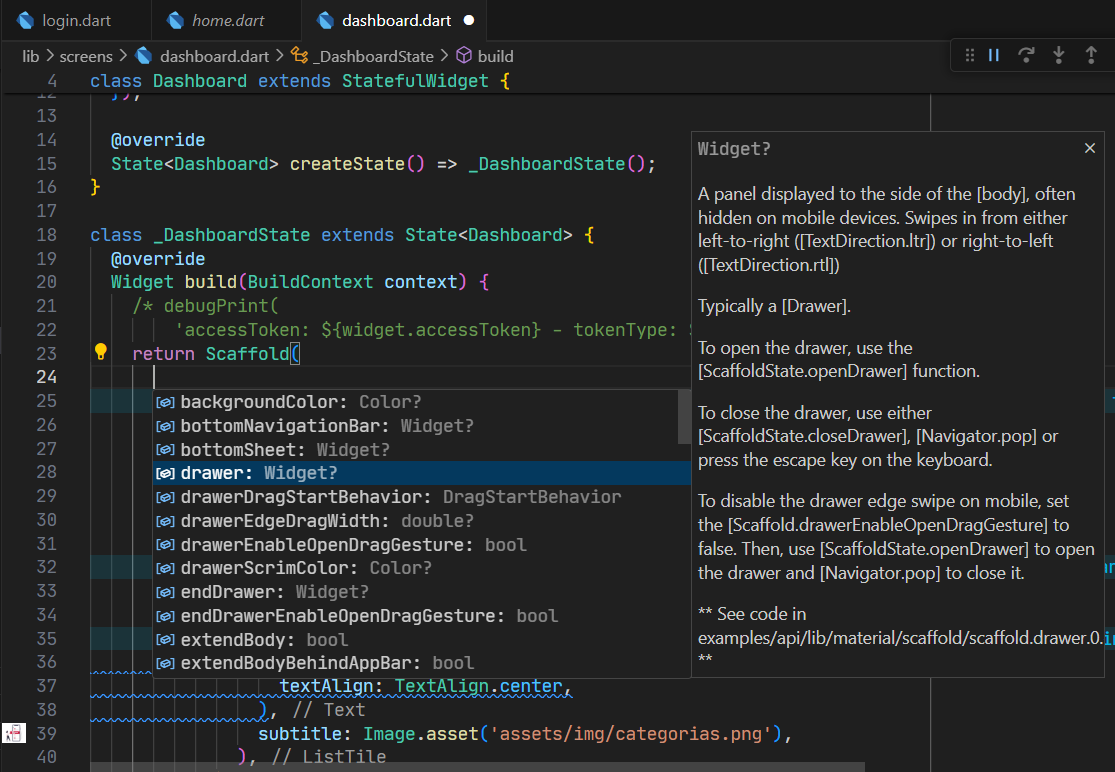 login.dart home.dart dashboard.dart
lib > screens > dashboard.dart > _DashboardState > build
4 class Dashboard extends StatefulWidget {
12 });
13
14 @override
15 State<Dashboard> createState() => _DashboardState();
16 }
17
18 class _DashboardState extends State<Dashboard> {
19 @override
20 Widget build(BuildContext context) {
21 /* debugPrint(
22 'accessToken: ${widget.accessToken} - tokenType:
23 return Scaffold(
24
25 backgroundColor: Color?
26 bottomNavigationBar: Widget?
27 bottomSheet: Widget?
28 drawer: Widget?
29 drawerDragStartBehavior: DragStartBehavior
30 drawerEdgeDragWidth: double?
31 drawerEnableOpenDragGesture: bool
32 drawerScrimColor: Color?
33 endDrawer: Widget?
34 endDrawerEnableOpenDragGesture: bool
35 extendBody: bool
36 extendBodyBehindAppBar: bool
37 textAlign: TextAlign.center,
38 ), // Text
39 subtitle: Image.asset('assets/img/categorias.png'),
40 ), // ListTile
Widget?
A panel displayed to the side of the [body], often
hidden on mobile devices. Swipes in from either
left-to-right ([TextDirection.ltr]) or right-to-left
([TextDirection.rtl])
Typically a [Drawer].
To open the drawer, use the
[ScaffoldState.openDrawer] function.
To close the drawer, use either
[ScaffoldState.closeDrawer], [Navigator.pop] or
press the escape key on the keyboard.
To disable the drawer edge swipe on mobile, set
the [Scaffold.drawerEnableOpenDragGesture] to
false. Then, use [ScaffoldState.openDrawer] to open
the drawer and [Navigator.pop] to close it.
** See code in
examples/api/lib/material/scaffold/scaffold.drawer.0.
**